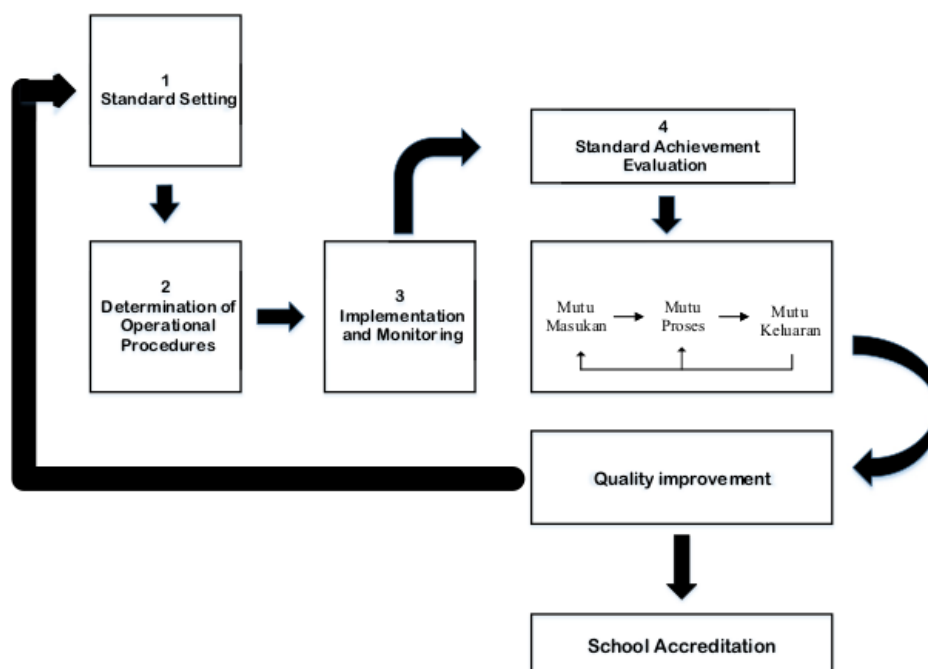 1
Standard Setting
2
Determination of
Operational
Procedures
3
Implementation
and Monitoring
4
Standard Achievement
Evaluation
Mutu
Masukan
Mutu
Proses
Mutu
Keluaran
Quality improvement
School Accreditation